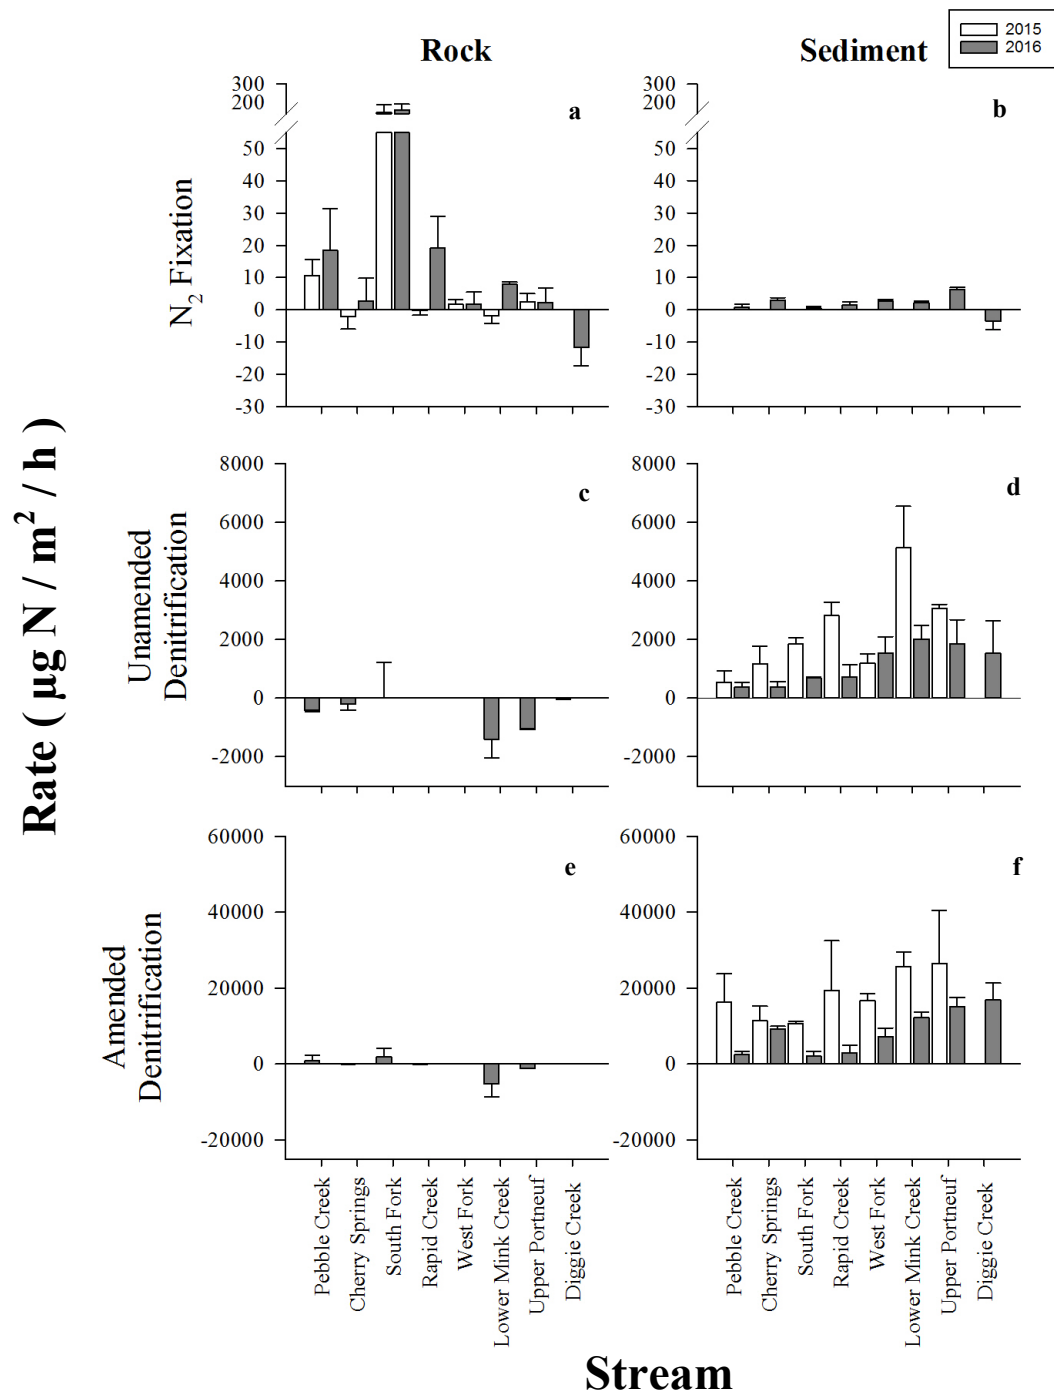 2015
2016
Rock
Sediment
300
200
50
40
30
20
10
0
-10
-20
-30
a
300
200
50
40
30
20
10
0
-10
-20
-30
b
N2 Fixation
Rate ( µg N / m² / h )
8000
6000
4000
2000
0
-2000
c
8000
6000
4000
2000
0
-2000
d
Unamended
Denitrification
60000
40000
20000
0
-20000
e
60000
40000
20000
0
-20000
f
Amended
Denitrification
Pebble Creek
Cherry Springs
South Fork
Rapid Creek
West Fork
Lower Mink Creek
Upper Portneuf
Diggie Creek
Pebble Creek
Cherry Springs
South Fork
Rapid Creek
West Fork
Lower Mink Creek
Upper Portneuf
Diggie Creek
Stream